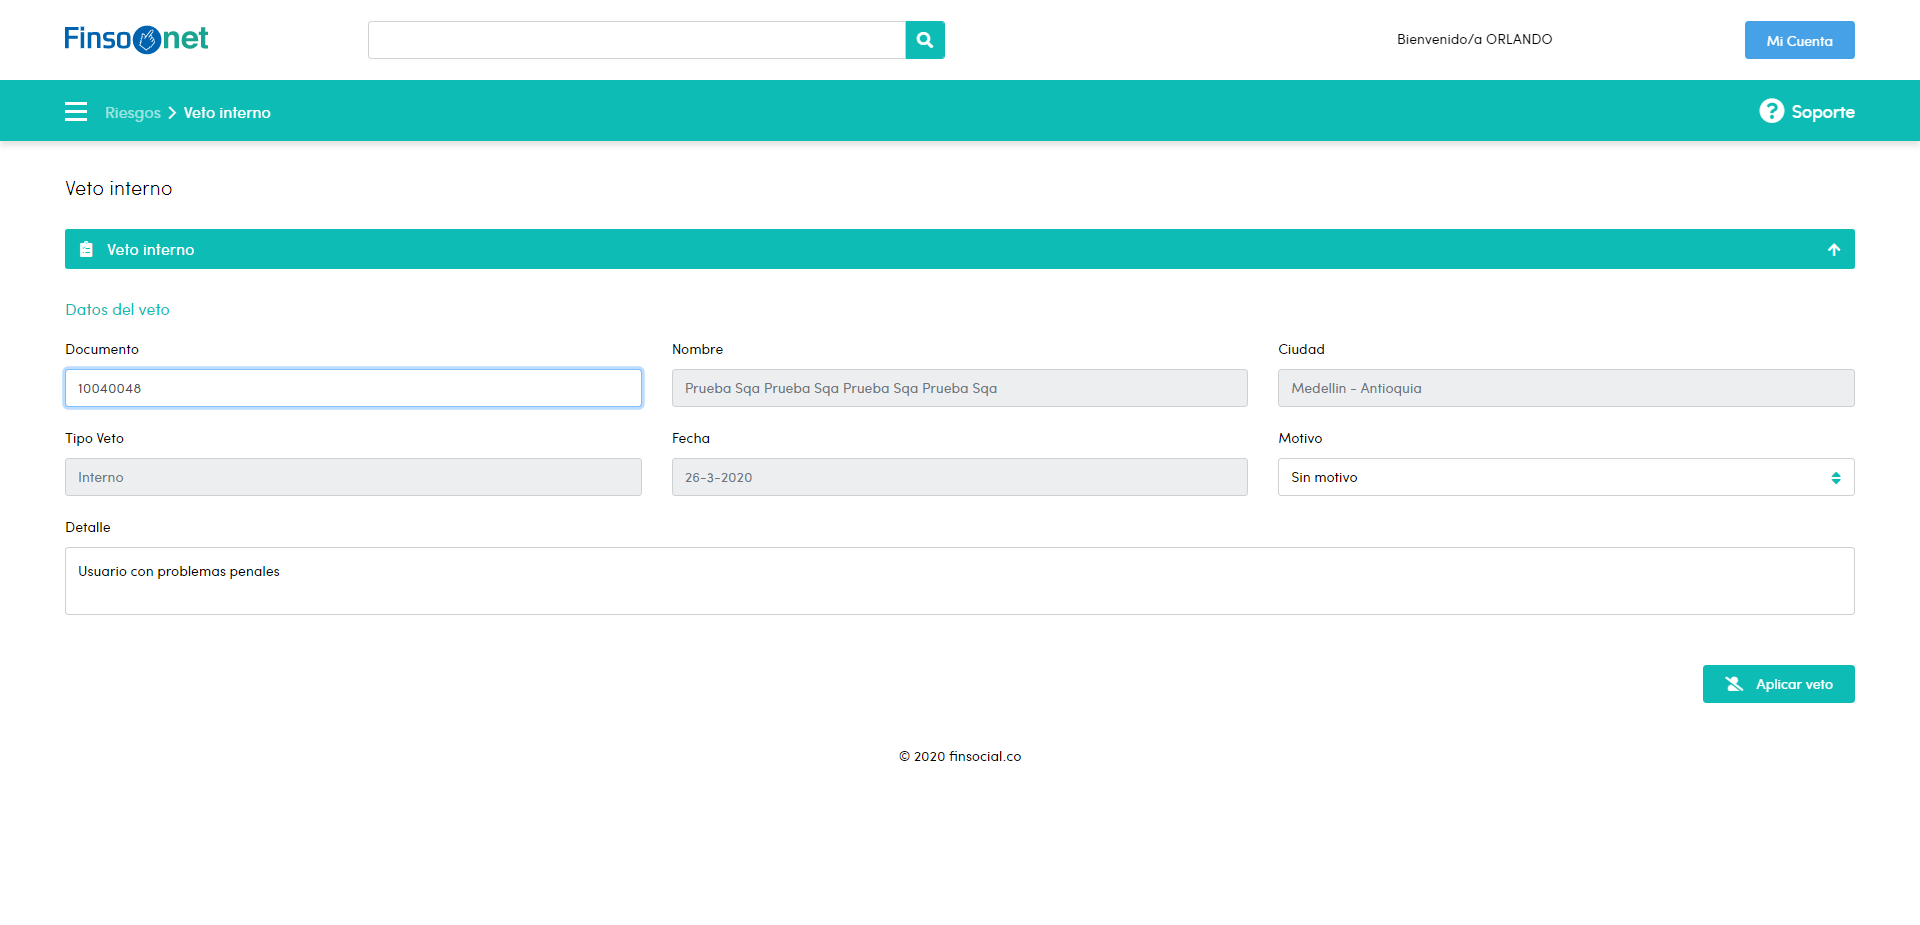 Finsonet
Bienvenido/a ORLANDO
Mi Cuenta
Riesgos > Veto interno
Soporte
Veto interno
Veto interno
Datos del veto
Documento
Nombre
Ciudad
10040048
Prueba Sqa Prueba Sqa Prueba Sqa Prueba Sqa
Medellin - Antioquia
Tipo Veto
Fecha
Motivo
Interno
26-3-2020
Sin motivo
Detalle
Usuario con problemas penales
Aplicar veto
© 2020 finsocial.co